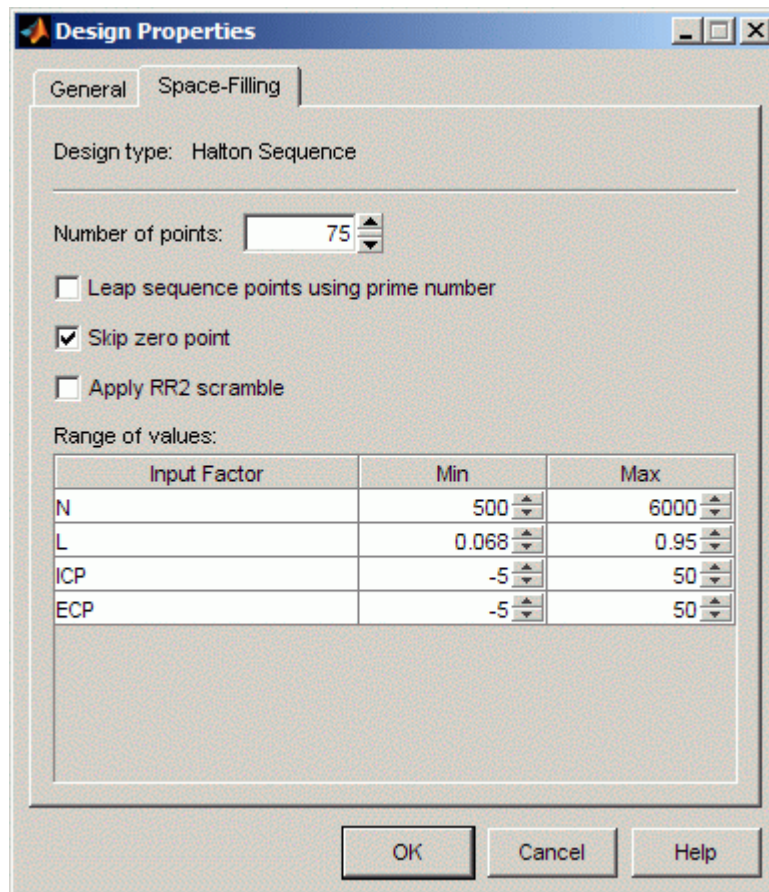 Design Properties
General Space-Filling
Design type: Halton Sequence
Number of points: 75
Leap sequence points using prime number
Skip zero point
Apply RR2 scramble
Range of values:
Input Factor Min Max
N 500 6000
L 0.068 0.95
ICP -5 50
ECP -5 50
OK Cancel Help